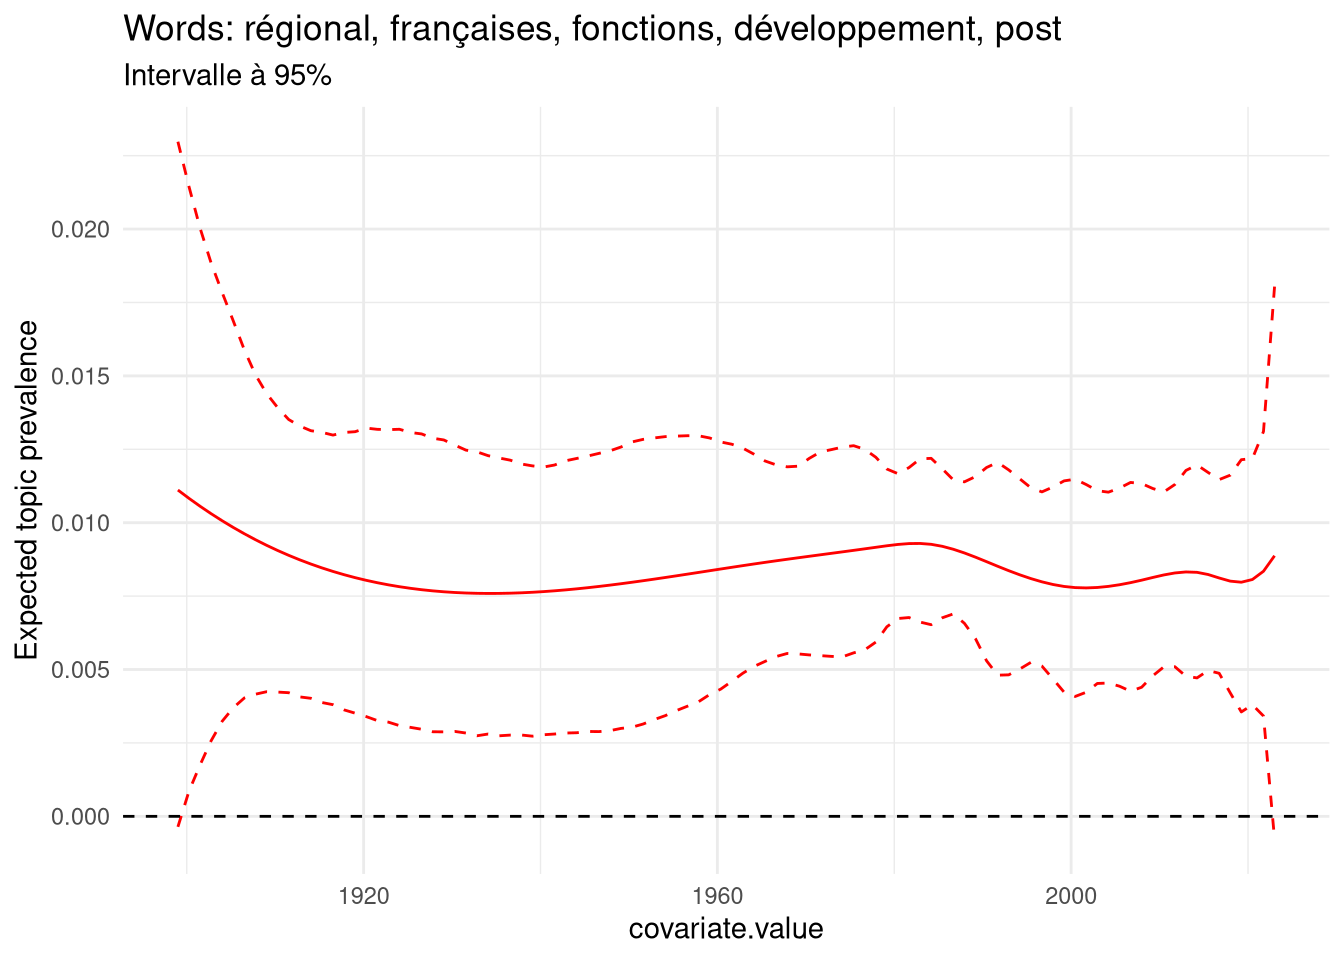 Words: régional, françaises, fonctions, développement, post
Intervalle à 95%
Expected topic prevalence
0.020
0.015
0.010
0.005
0.000
1920
1960
2000
covariate.value